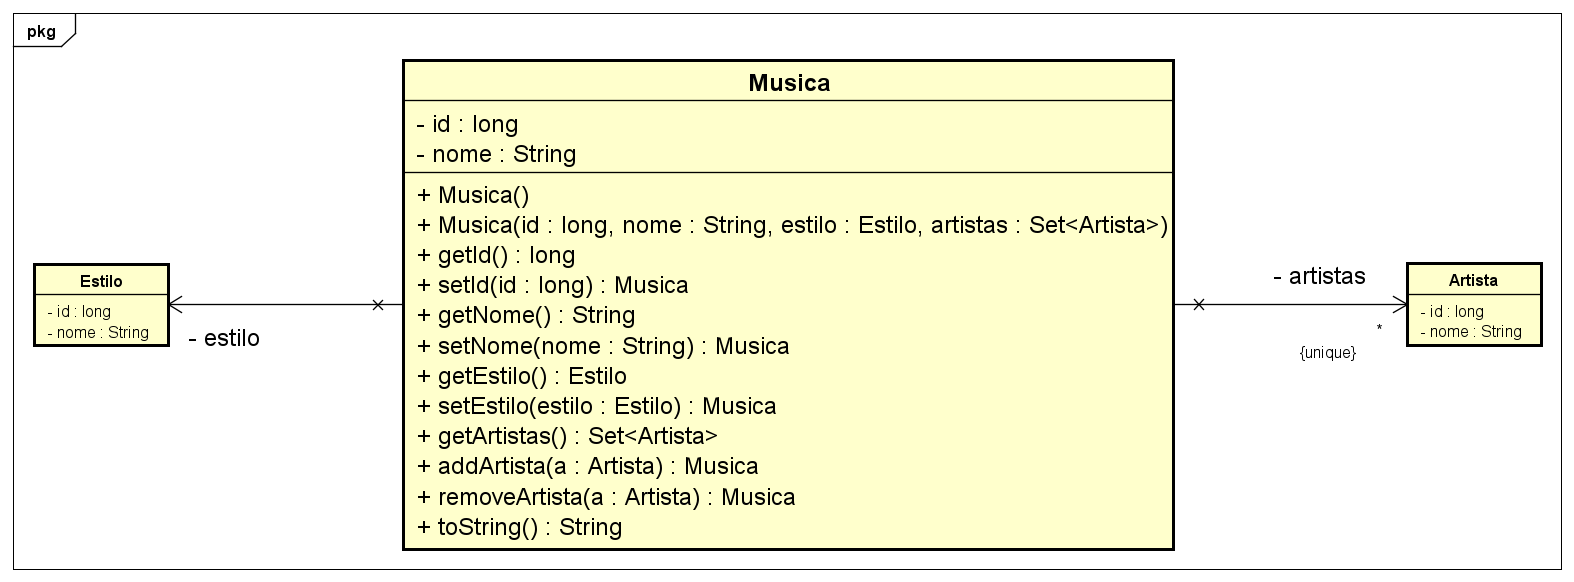 pkg
Musica
- id : long
- nome : String
+ Musica()
+ Musica(id : long, nome : String, estilo : Estilo, artistas : Set<Artista>)
+ getId() : long
+ setId(id : long) : Musica
+ getNome() : String
+ setNome(nome : String) : Musica
+ getEstilo() : Estilo
+ setEstilo(estilo : Estilo) : Musica
+ getArtistas() : Set<Artista>
+ addArtista(a : Artista) : Musica
+ removeArtista(a : Artista) : Musica
+ toString() : String
Estilo
- id : long
- nome : String
- estilo
- artistas
*
{unique}
Artista
- id : long
- nome : String